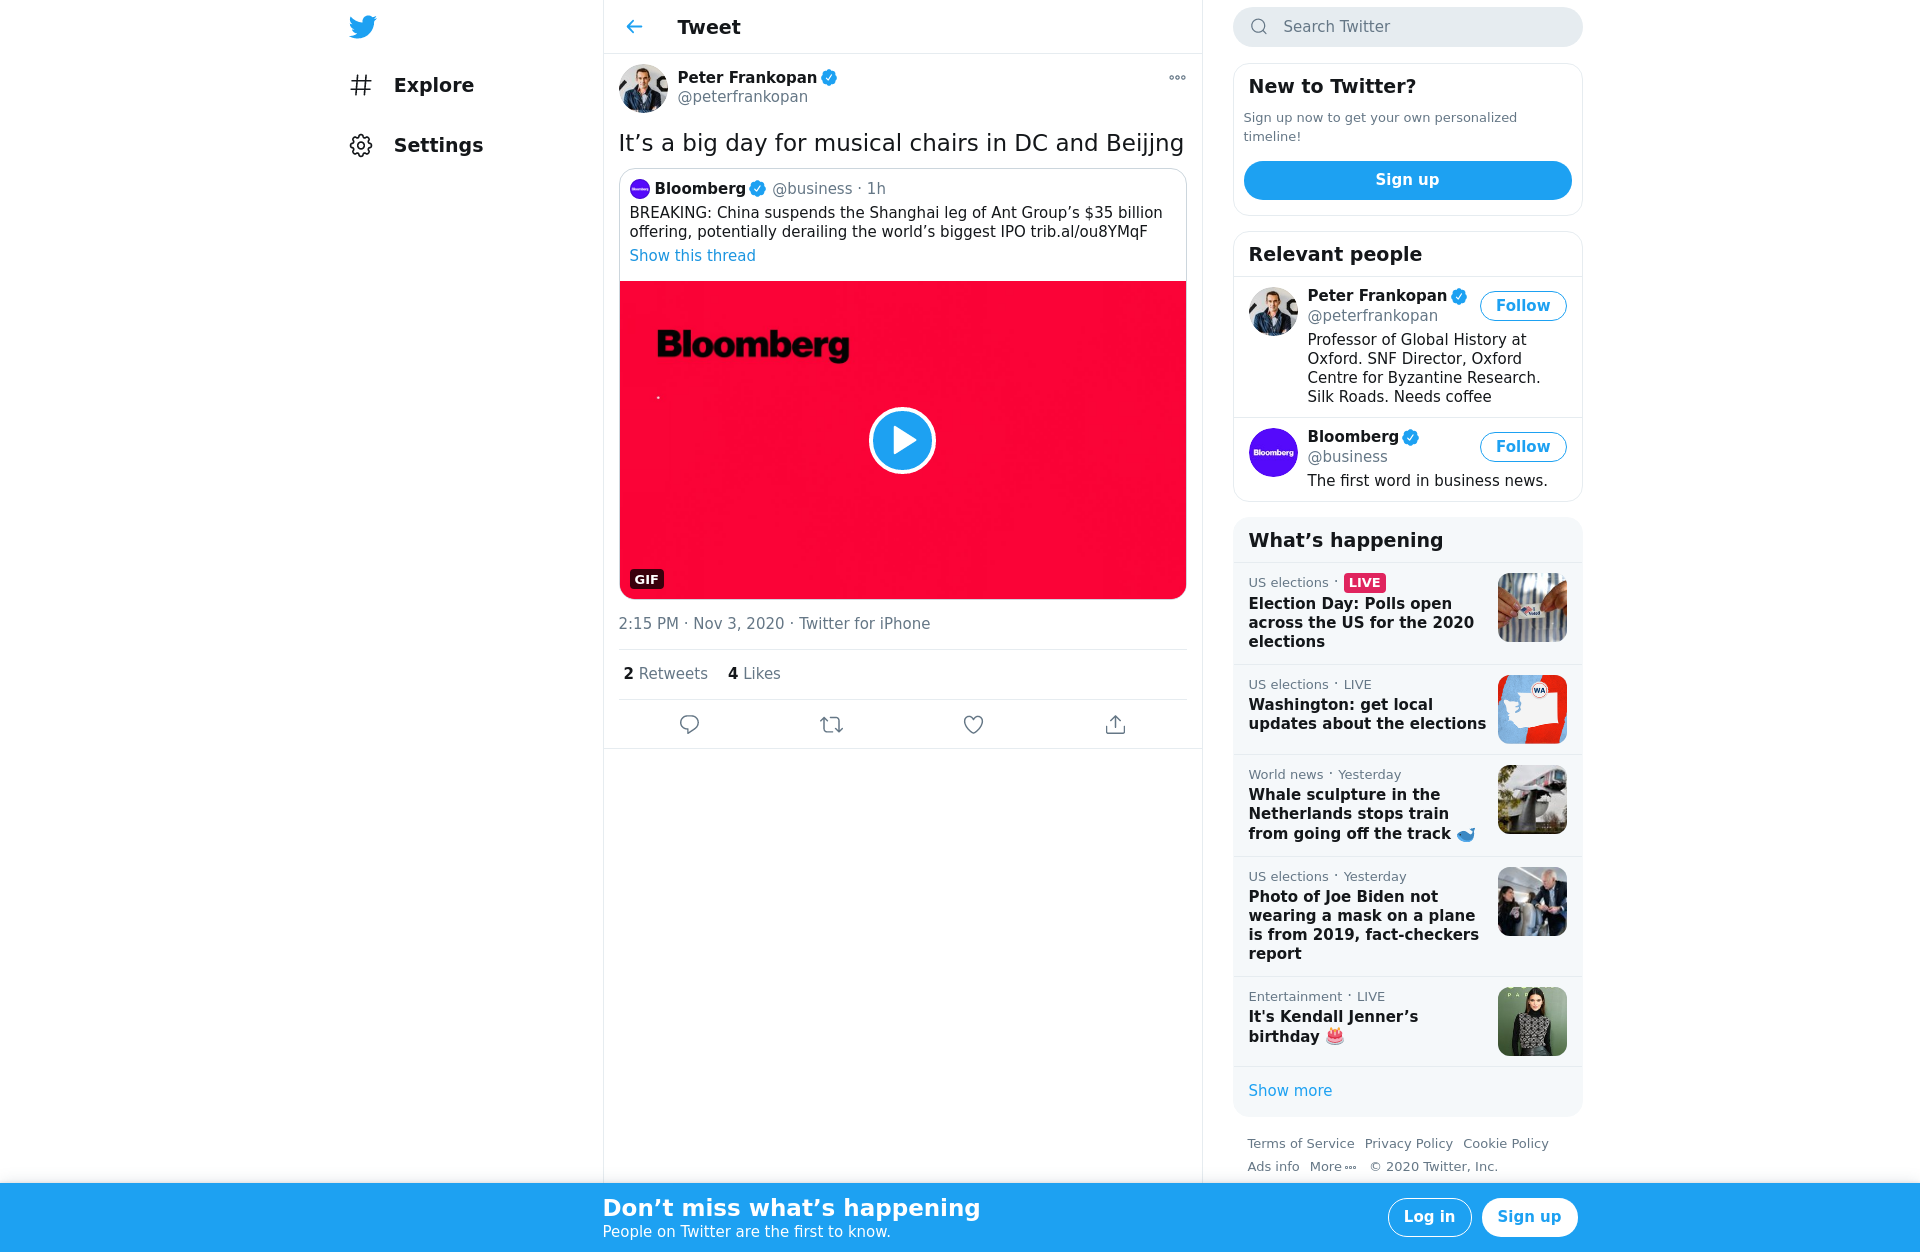 Explore
Settings
Tweet
Peter Frankopan
@peterfrankopan
It’s a big day for musical chairs in DC and Beijjng
Bloomberg @business · 1h
BREAKING: China suspends the Shanghai leg of Ant Group’s $35 billion
offering, potentially derailing the world’s biggest IPO trib.al/ou8YMqF
Show this thread
Bloomberg
GIF
2:15 PM · Nov 3, 2020 · Twitter for iPhone
2 Retweets 4 Likes
Search Twitter
New to Twitter?
Sign up now to get your own personalized
timeline!
Sign up
Relevant people
Peter Frankopan
@peterfrankopan
Follow
Professor of Global History at
Oxford. SNF Director, Oxford
Centre for Byzantine Research.
Silk Roads. Needs coffee
Bloomberg
Bloomberg
@business
Follow
The first word in business news.
What’s happening
US elections · LIVE
Election Day: Polls open
across the US for the 2020
elections
US elections · LIVE
Washington: get local
updates about the elections
WA
World news · Yesterday
Whale sculpture in the
Netherlands stops train
from going off the track
US elections · Yesterday
Photo of Joe Biden not
wearing a mask on a plane
is from 2019, fact-checkers
report
Entertainment · LIVE
It's Kendall Jenner’s
birthday
Show more
Terms of Service Privacy Policy Cookie Policy
Ads info More © 2020 Twitter, Inc.
Don’t miss what’s happening
People on Twitter are the first to know.
Log in
Sign up